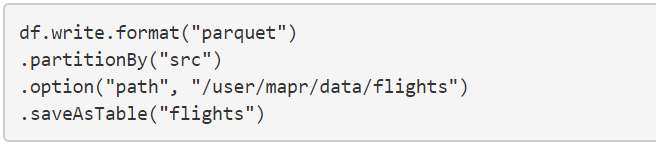 df.write.format("parquet")
.partitionBy("src")
.option("path", "/user/mapr/data/flights")
.saveAsTable("flights")